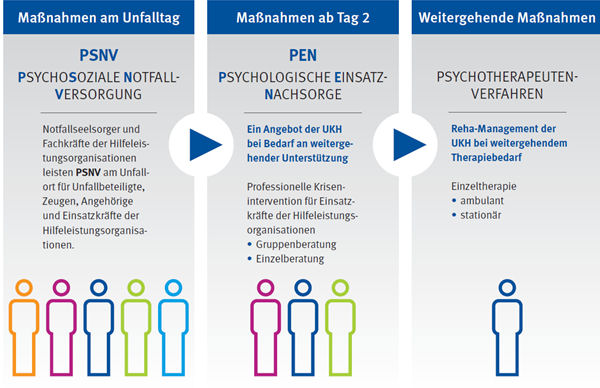 Maßnahmen am Unfalltag
PSNV
PSYCHOSOZIALE NOTFALL-
VERSORGUNG
Notfallseelsorger und
Fachkräfte der Hilfeleis-
tungsorganisationen
leisten PSNV am Unfall-
ort für Unfallbeteiligte,
Zeugen, Angehörige
und Einsatzkräfte der
Hilfeleistungsorganisa-
tionen.
Maßnahmen ab Tag 2
PEN
PSYCHOLOGISCHE EINSATZ-
NACHSORGE
Ein Angebot der UKH
bei Bedarf an weiterge-
hender Unterstützung
Professionelle Krisen-
intervention für Einsatz-
kräfte der Hilfeleistungs-
organisationen
• Gruppenberatung
• Einzelberatung
Weitergehende Maßnahmen
PSYCHOTHERAPEUTEN-
VERFAHREN
Reha-Management der
UKH bei weitergehendem
Therapiebedarf
Einzeltherapie
• ambulant
• stationär